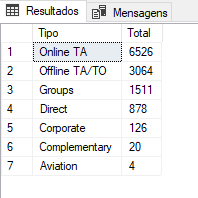 Resultados Mensagens
Tipo Total
1 Online TA 6526
2 Offline TA/TO 3064
3 Groups 1511
4 Direct 878
5 Corporate 126
6 Complementary 20
7 Aviation 4